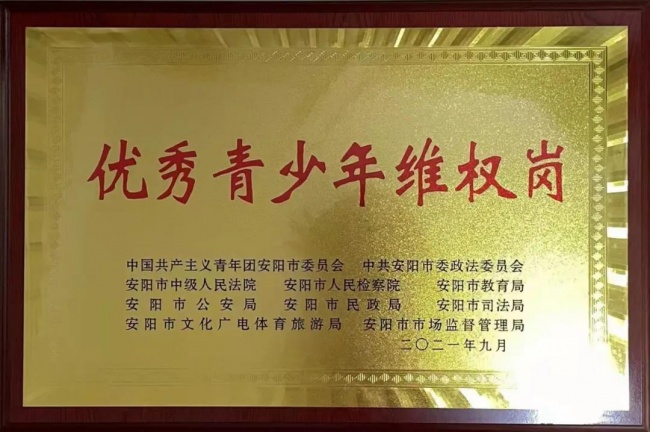 优秀青少年维权岗
中国共产主义青年团安阳市委员会 中共安阳市委政法委员会
安阳市中级人民法院 安阳市人民检察院 安阳市教育局
安阳市公安局 安阳市民政局 安阳市司法局
安阳市文化广电体育旅游局 安阳市市场监督管理局
二〇二一年九月